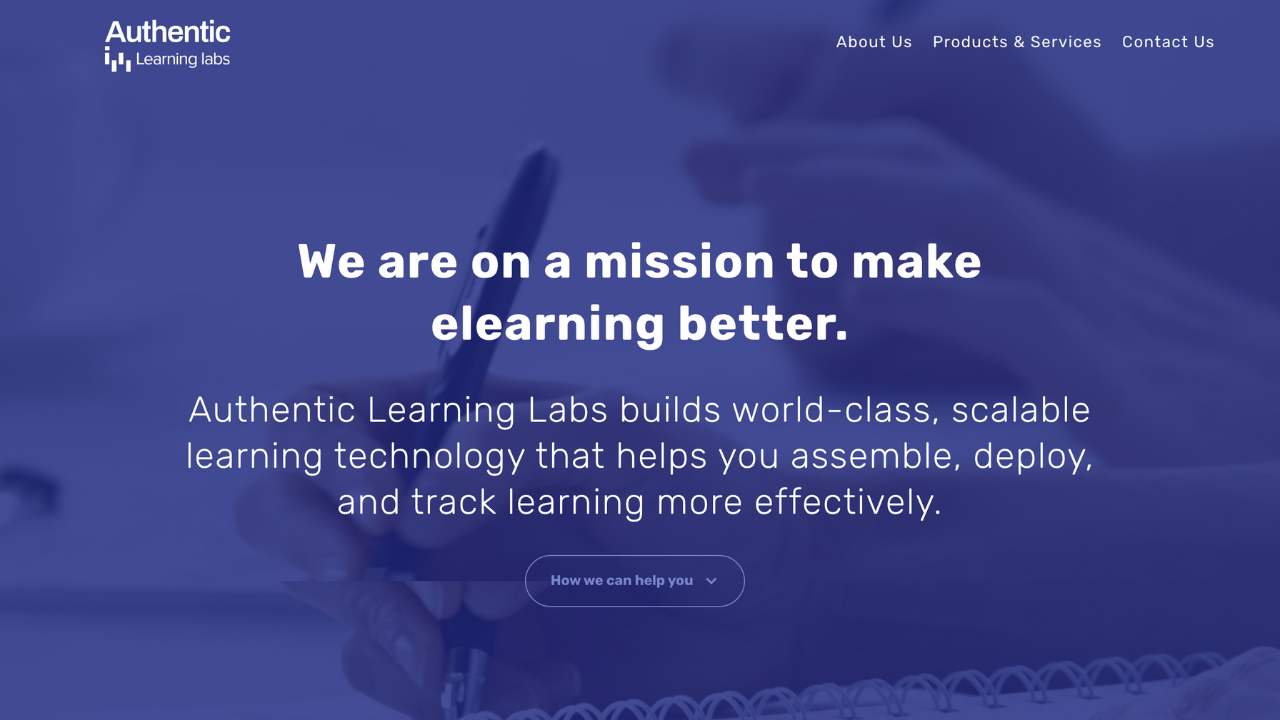 Authentic
Learning labs
About Us Products & Services Contact Us
We are on a mission to make
elearning better.
Authentic Learning Labs builds world-class, scalable
learning technology that helps you assemble, deploy,
and track learning more effectively.
How we can help you